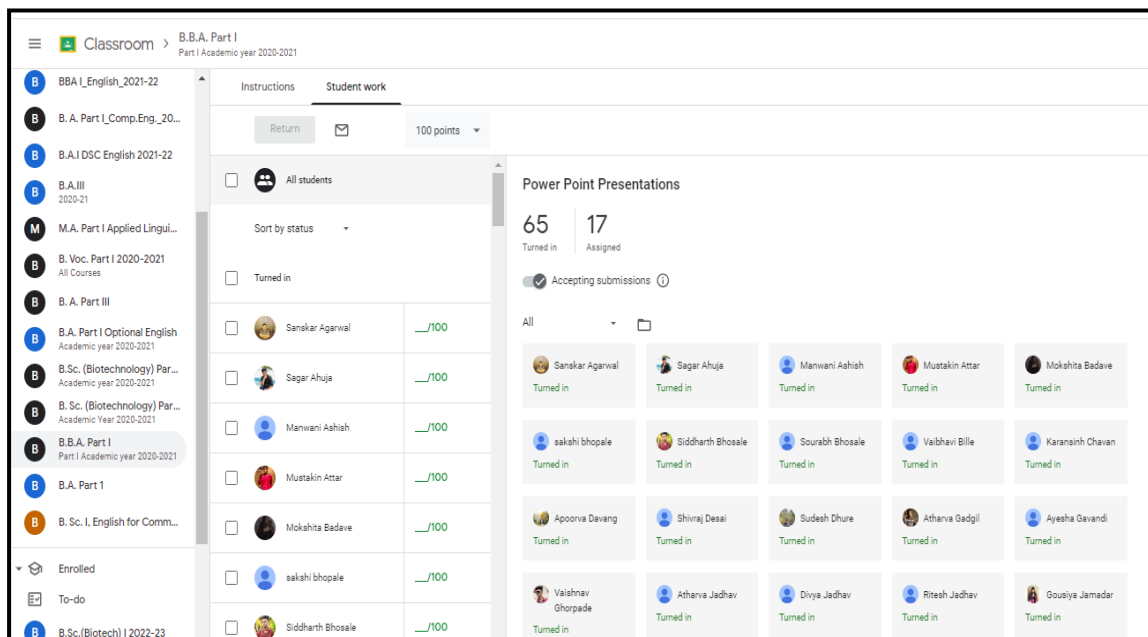 Classroom > B.B.A. Part I
Part I Academic year 2020-2021
B BBA I_English_2021-22
B B. A. Part I_Comp.Eng._20...
B B.A.I DSC English 2021-22
B B.A.III
2020-21
M M.A. Part I Applied Lingui...
B B. Voc. Part I 2020-2021
All Courses
B B. A. Part III
B B.A. Part I Optional English
Academic year 2020-2021
B B.Sc. (Biotechnology) Par...
Academic year 2020-2021
B B. Sc. (Biotechnology) Par...
Academic Year 2020-2021
B B.B.A. Part I
Part I Academic year 2020-2021
B B.A. Part 1
B B. Sc. I, English for Comm...
Enrolled
To-do
B B.Sc.(Biotech) I 2022-23
Instructions Student work
Return 100 points
All students
Sort by status
Turned in
Sanskar Agarwal __/100
Sagar Ahuja __/100
Manwani Ashish __/100
Mustakin Attar __/100
Mokshita Badave __/100
sakshi bhopale __/100
Siddharth Bhosale __/100
Power Point Presentations
65 17
Turned in Assigned
Accepting submissions
All
Sanskar Agarwal Sagar Ahuja Manwani Ashish Mustakin Attar Mokshita Badave
Turned in Turned in Turned in Turned in Turned in
sakshi bhopale Siddharth Bhosale Sourabh Bhosale Vaibhavi Bille Karansinh Chavan
Turned in Turned in Turned in Turned in Turned in
Apoorva Davang Shivraj Desai Sudesh Dhure Atharva Gadgil Ayesha Gavandi
Turned in Turned in Turned in Turned in Turned in
Vaishnav Ghorpade Atharva Jadhav Divya Jadhav Ritesh Jadhav Gousiya Jamadar
Turned in Turned in Turned in Turned in Turned in